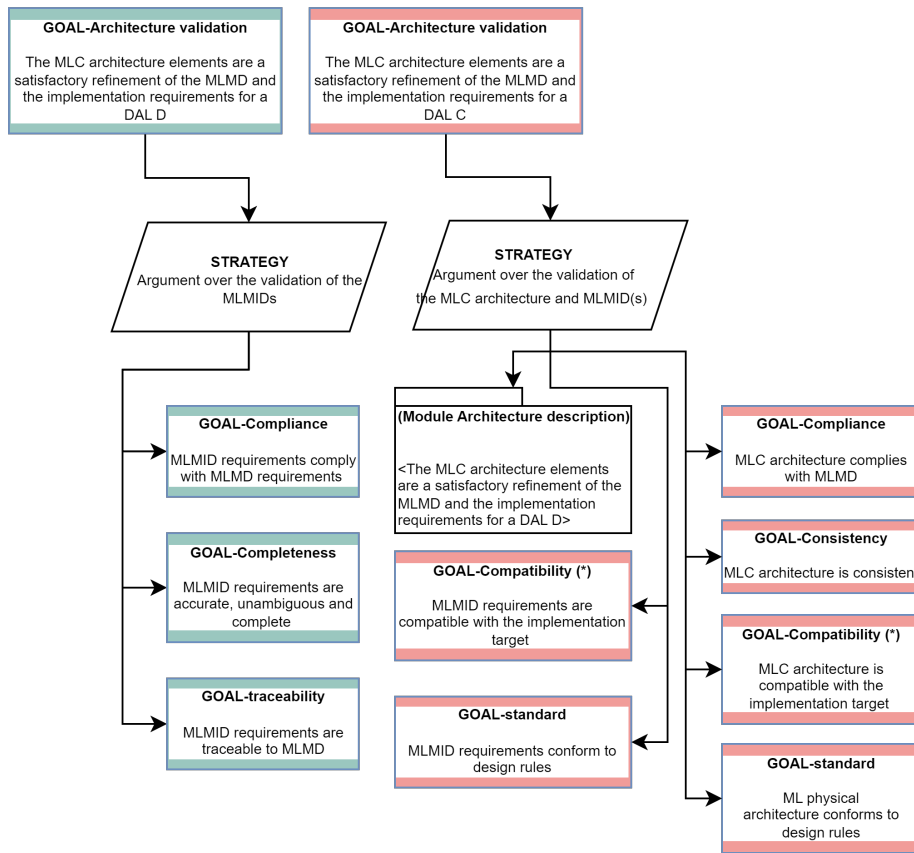 GOAL-Architecture validation
The MLC architecture elements are a
satisfactory refinement of the MLMD and
the implementation requirements for a
DAL D
GOAL-Architecture validation
The MLC architecture elements are a
satisfactory refinement of the MLMD and
the implementation requirements for a
DAL C
STRATEGY
Argument over the validation of the
MLMIDs
STRATEGY
Argument over the validation of
the MLC architecture and MLMID(s)
GOAL-Compliance
MLMID requirements comply
with MLMD requirements
GOAL-Completeness
MLMID requirements are
accurate, unambiguous and
complete
GOAL-traceability
MLMID requirements are
traceable to MLMD
(Module Architecture description)
<The MLC architecture elements
are a satisfactory refinement of the
MLMD and the implementation
requirements for a DAL D>
GOAL-Compatibility (*)
MLMID requirements are
compatible with the implementation
target
GOAL-standard
MLMID requirements conform to
design rules
GOAL-Compliance
MLC architecture complies
with MLMD
GOAL-Consistency
MLC architecture is consisten
GOAL-Compatibility (*)
MLC architecture is
compatible with the
implementation target
GOAL-standard
ML physical
architecture conforms to
design rules